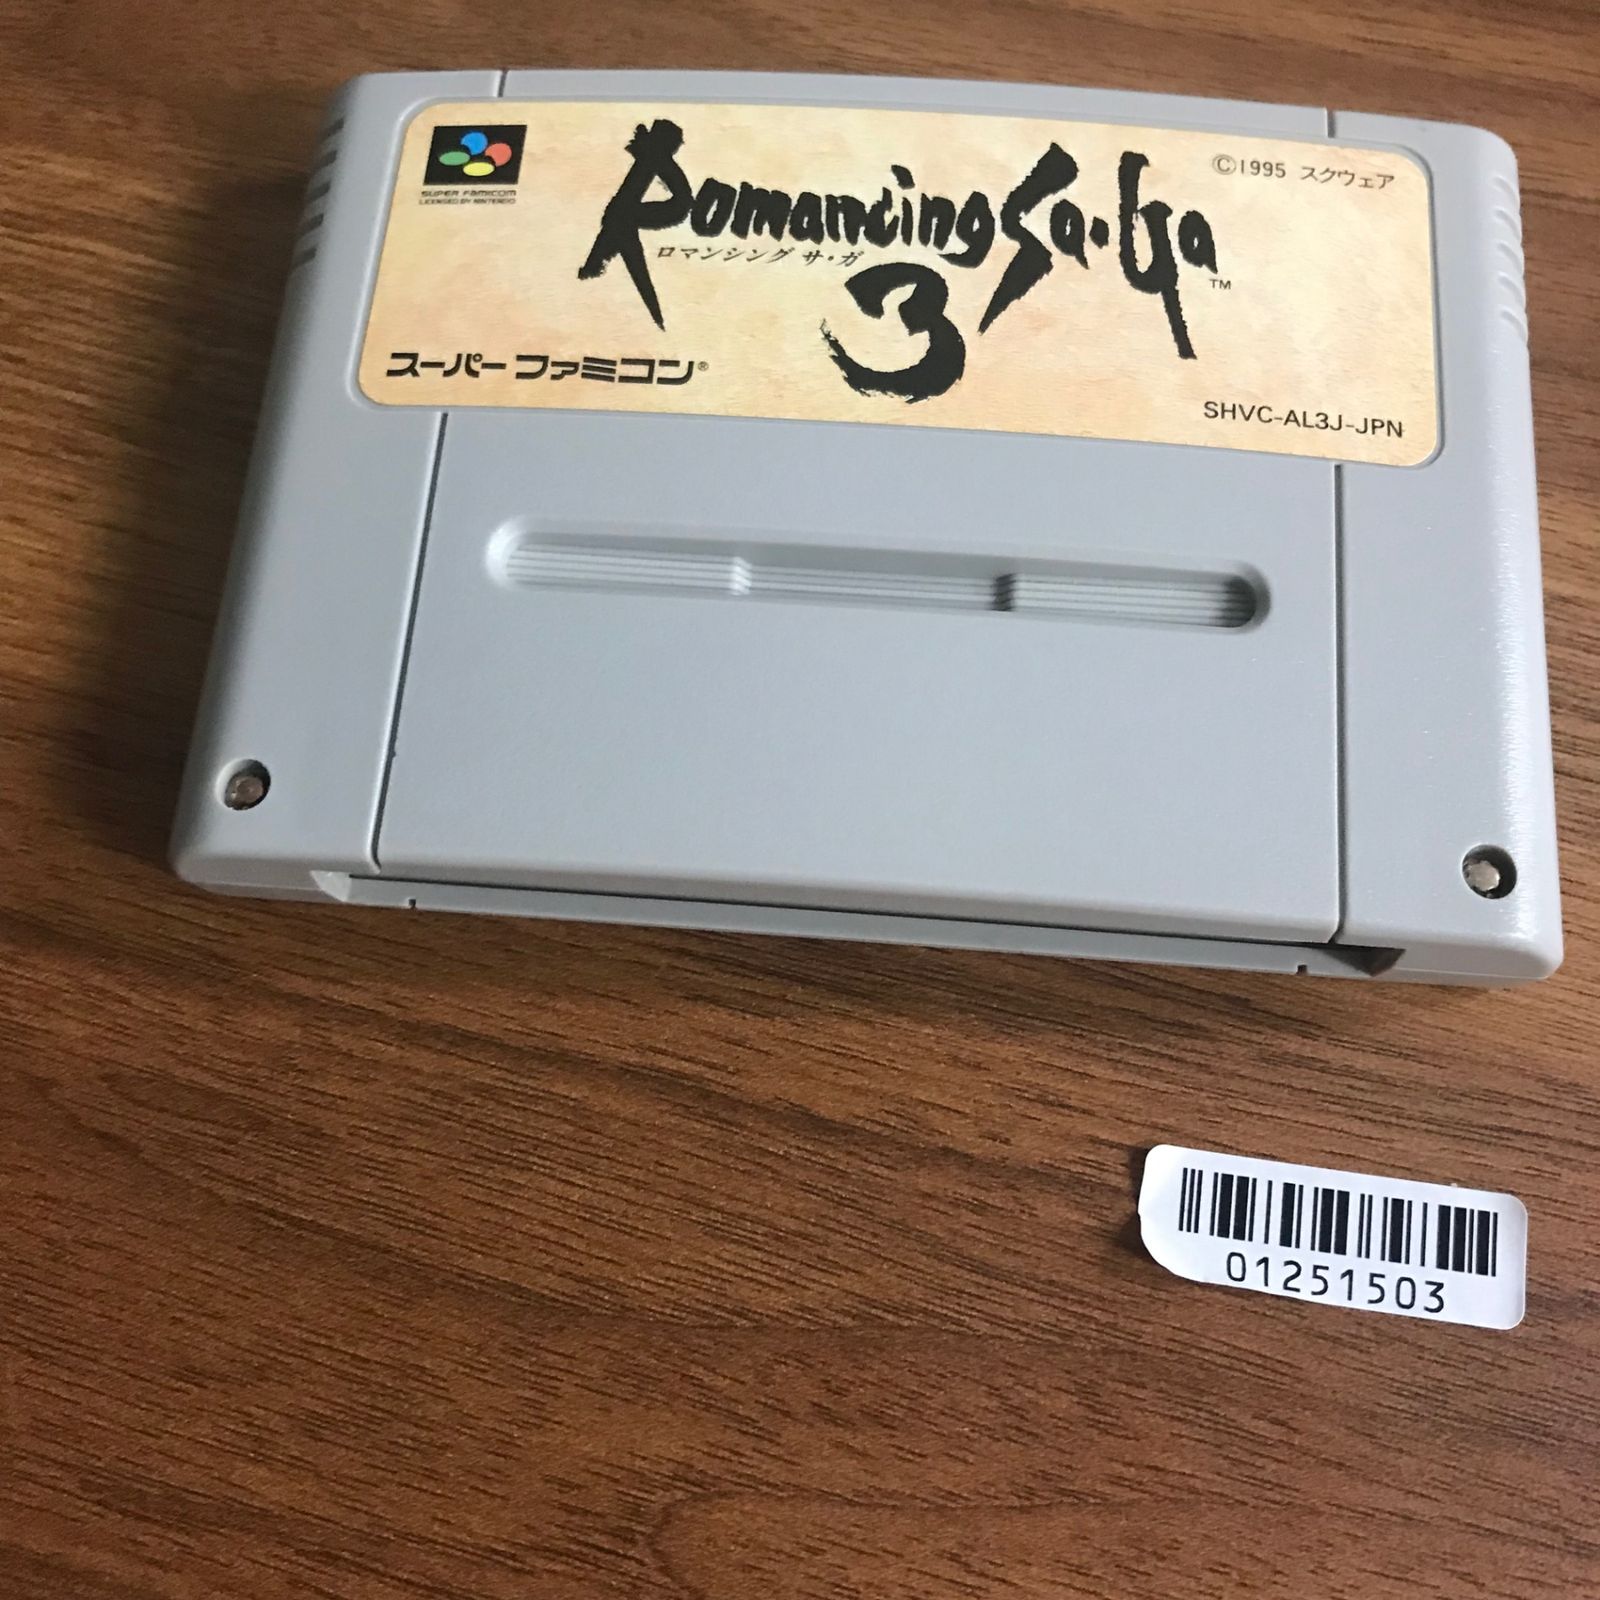 SUPER FAMICOM
LICENSED BY NINTENDO
Romancing Sa·Ga
™
ロマンシング サ・ガ
3
©1995 スクウェア
スーパーファミコン®
SHVC-AL3J-JPN
01251503